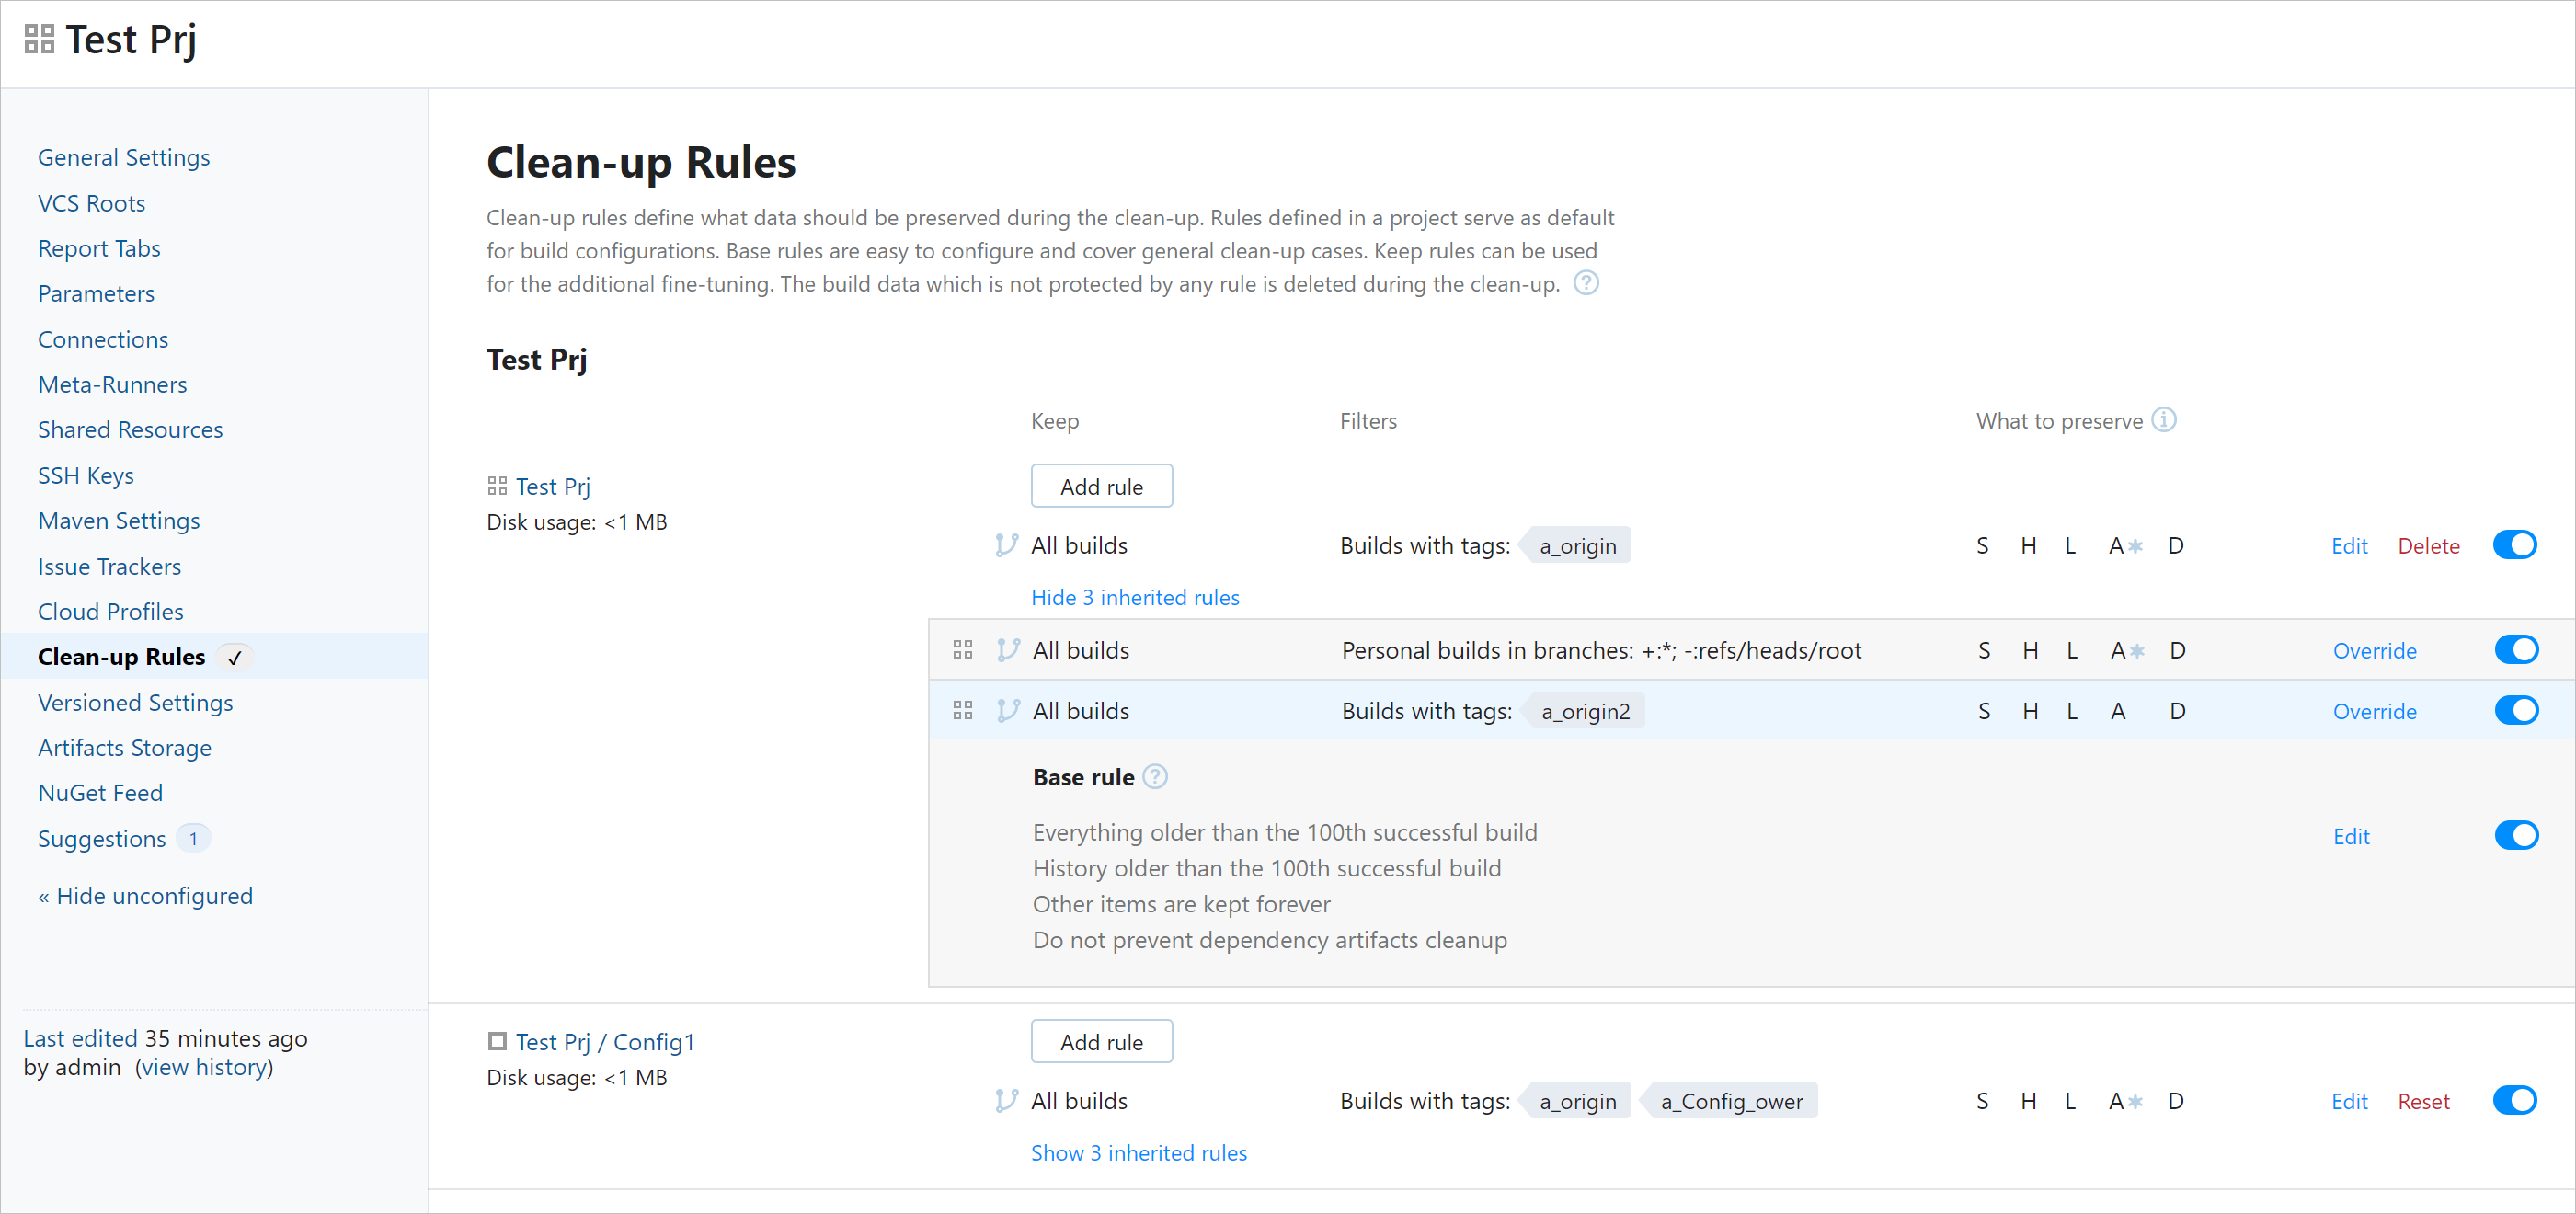 Test Prj
General Settings
VCS Roots
Report Tabs
Parameters
Connections
Meta-Runners
Shared Resources
SSH Keys
Maven Settings
Issue Trackers
Cloud Profiles
Clean-up Rules ✓
Versioned Settings
Artifacts Storage
NuGet Feed
Suggestions 1
« Hide unconfigured
Last edited 35 minutes ago
by admin (view history)
Clean-up Rules
Clean-up rules define what data should be preserved during the clean-up. Rules defined in a project serve as default
for build configurations. Base rules are easy to configure and cover general clean-up cases. Keep rules can be used
for the additional fine-tuning. The build data which is not protected by any rule is deleted during the clean-up. ?
Test Prj
Keep Filters What to preserve i
Test Prj Add rule
Disk usage: <1 MB
All builds Builds with tags: a_origin S H L A* D Edit Delete
Hide 3 inherited rules
All builds Personal builds in branches: +:*; -:refs/heads/root S H L A* D Override
All builds Builds with tags: a_origin2 S H L A D Override
Base rule ?
Everything older than the 100th successful build
Edit
History older than the 100th successful build
Other items are kept forever
Do not prevent dependency artifacts cleanup
Test Prj / Config1 Add rule
Disk usage: <1 MB
All builds Builds with tags: a_origin a_Config_ower S H L A* D Edit Reset
Show 3 inherited rules